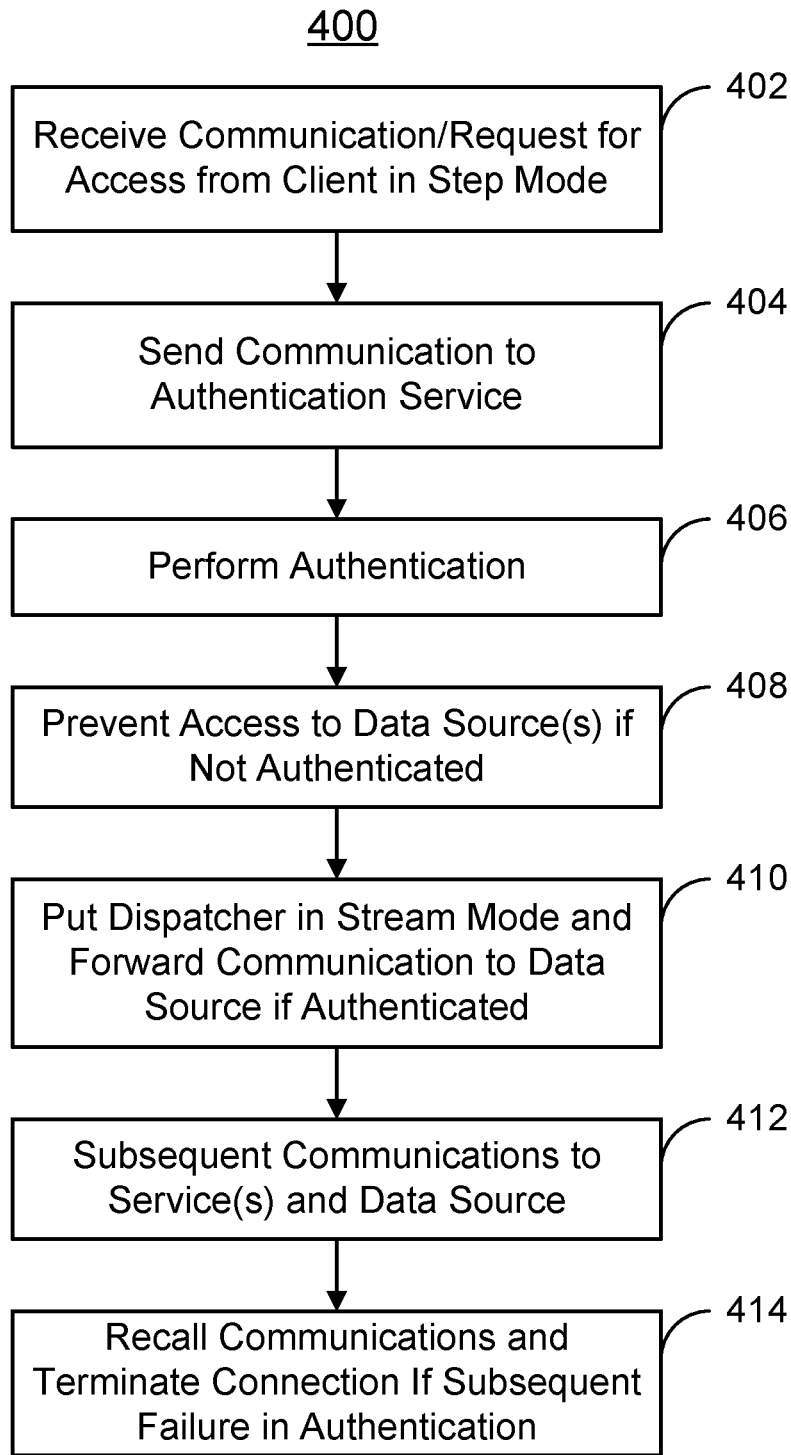 400
402
Receive Communication/Request for
Access from Client in Step Mode
404
Send Communication to
Authentication Service
406
Perform Authentication
408
Prevent Access to Data Source(s) if
Not Authenticated
410
Put Dispatcher in Stream Mode and
Forward Communication to Data
Source if Authenticated
412
Subsequent Communications to
Service(s) and Data Source
414
Recall Communications and
Terminate Connection If Subsequent
Failure in Authentication